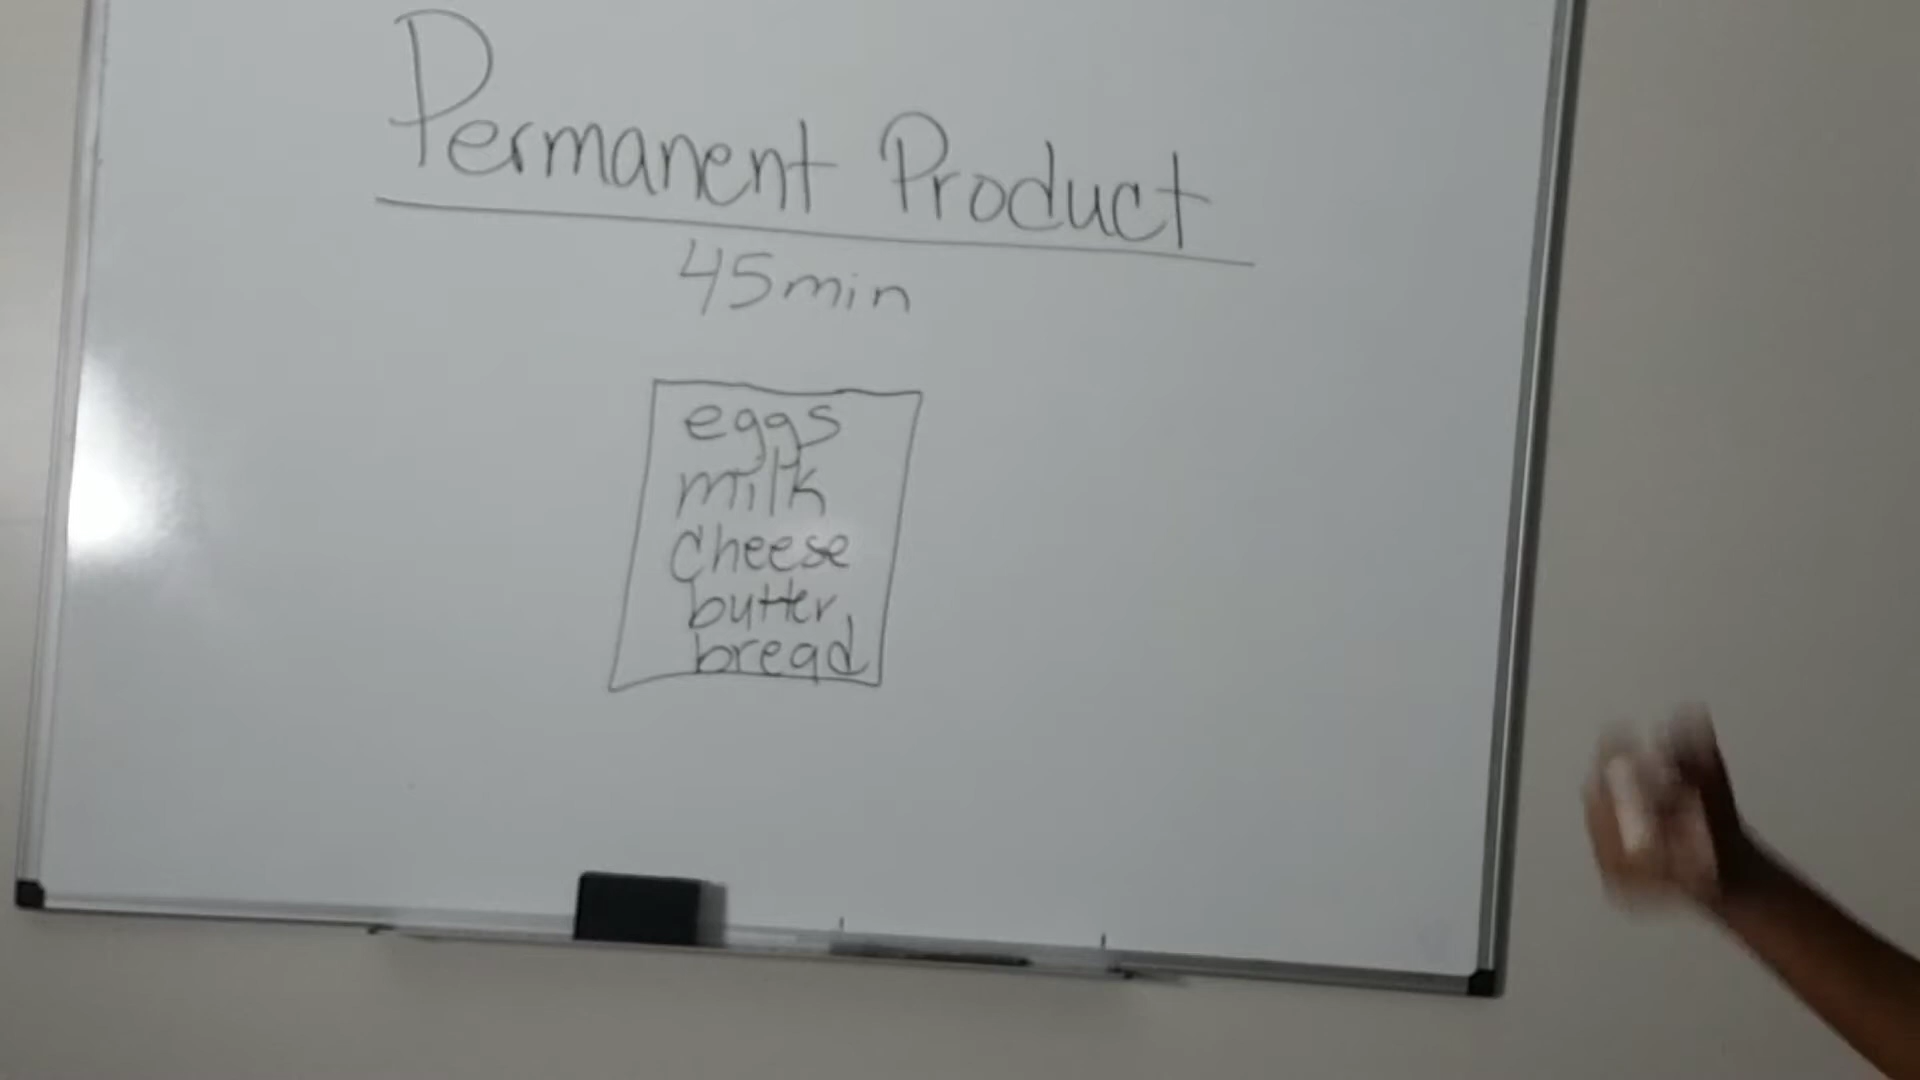 Permanent Product
45min
eggs
milk
cheese
butter
bread